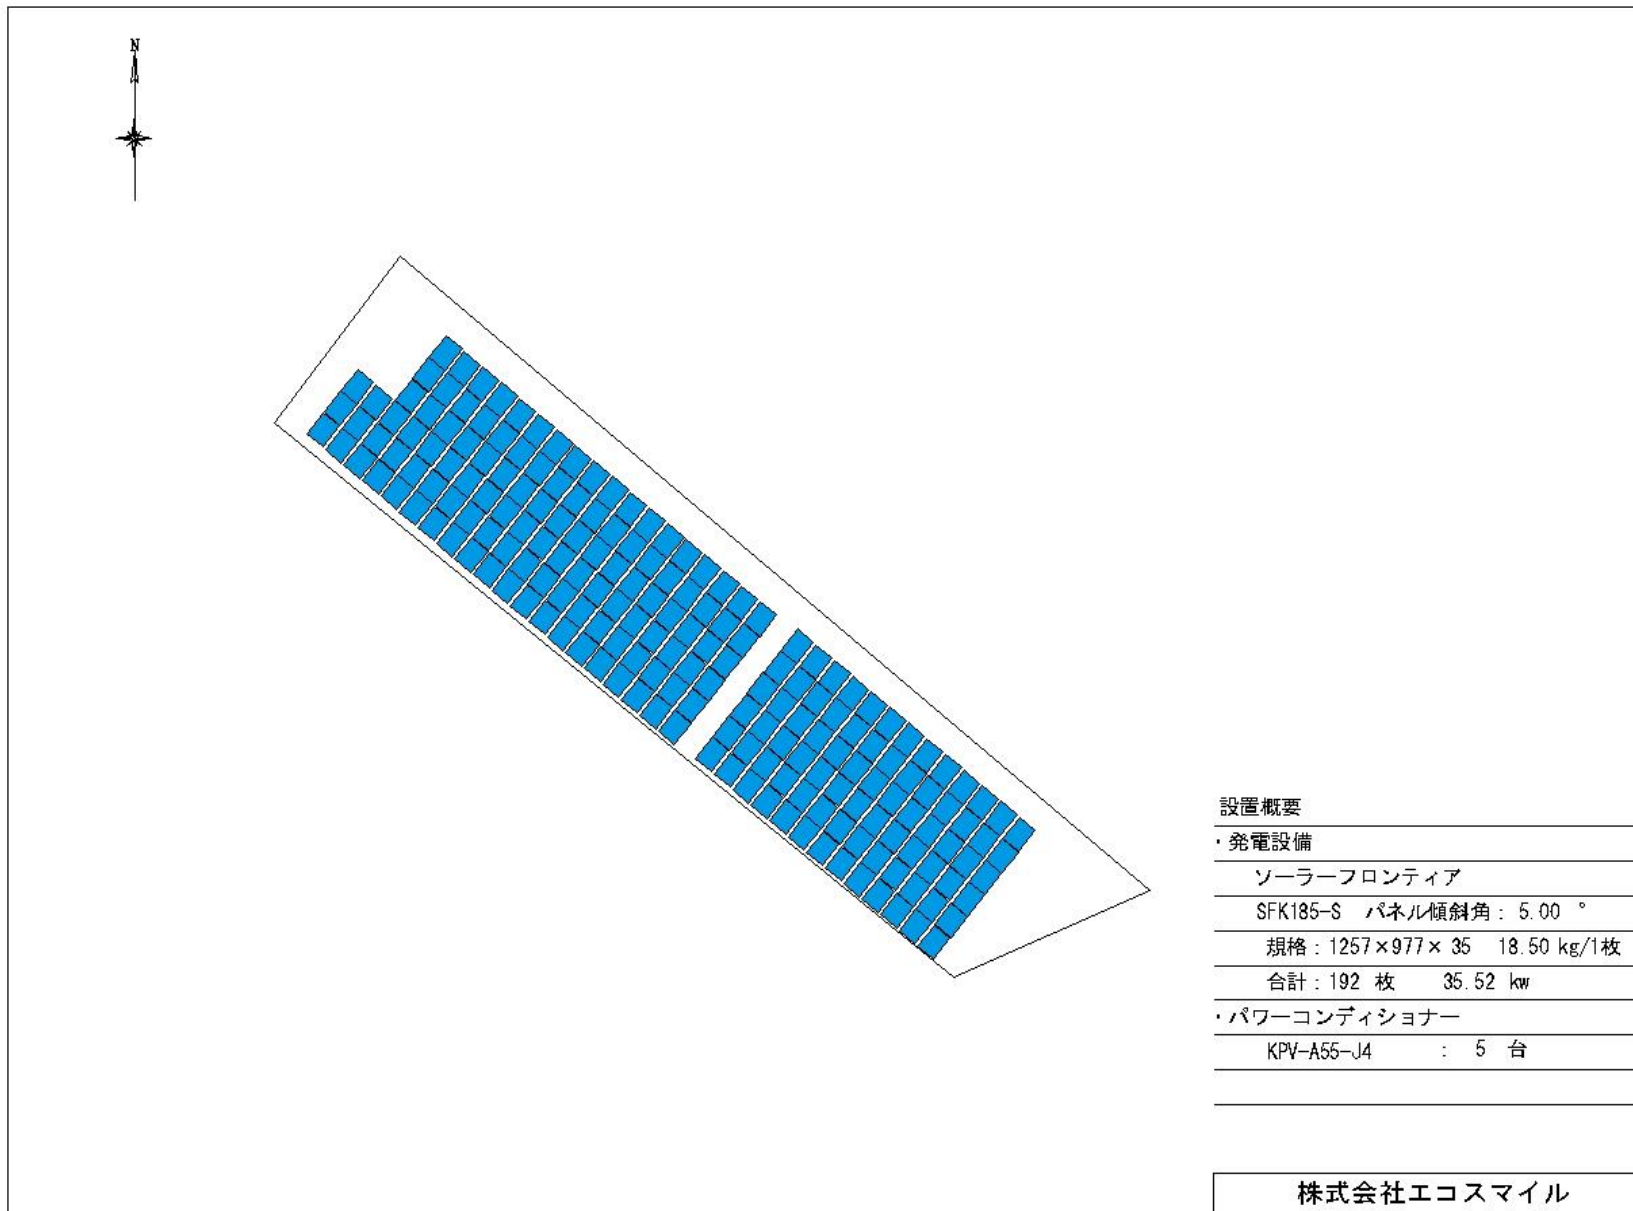 N
設置概要
・発電設備
ソーラーフロンティア
SFK185-S パネル傾斜角 : 5.00 °
規格 : 1257×977× 35 18.50 kg/1枚
合計 : 192 枚 35.52 kw
・パワーコンディショナー
KPV-A55-J4 : 5 台
株式会社エコスマイル